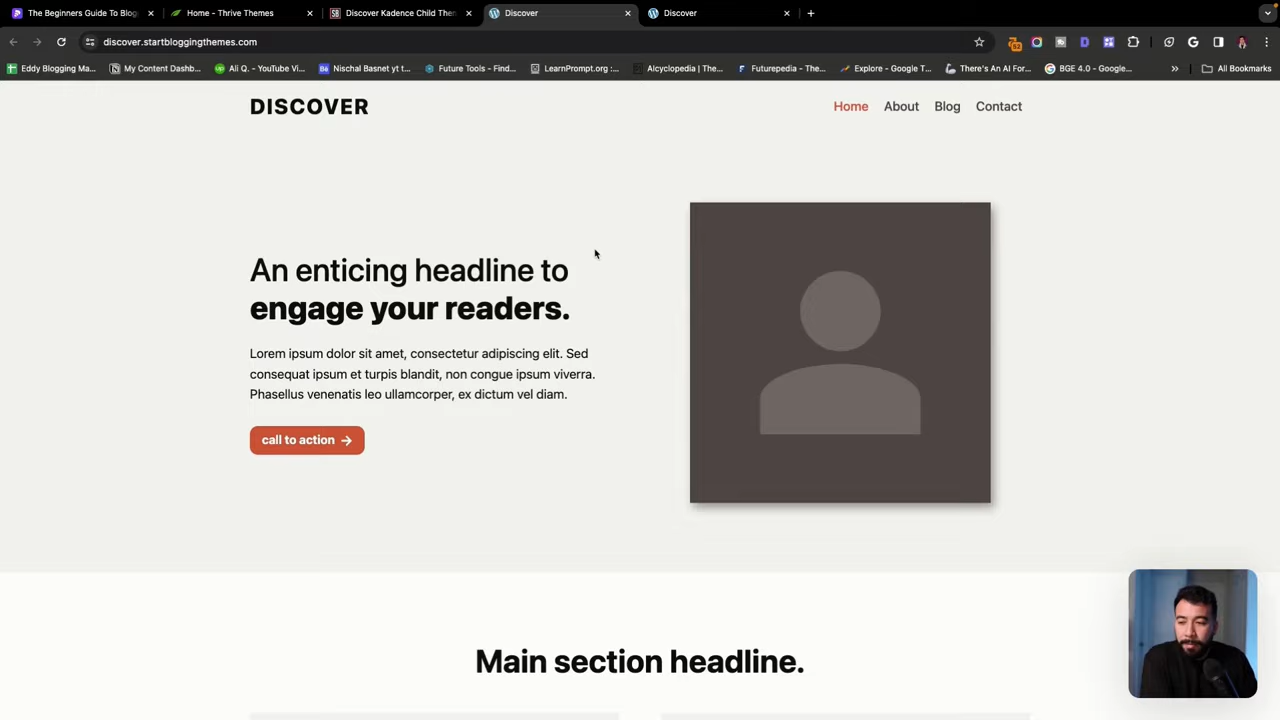 The Beginners Guide To Blog
Home - Thrive Themes
Discover Kadence Child Them
Discover
Discover
discover.startbloggingthemes.com
62
Eddy Blogging Ma...
My Content Dashb...
Ali Q. - YouTube Vi...
Nischal Basnet yt t...
Future Tools - Find...
LearnPrompt.org :...
AIcyclopedia | The...
Futurepedia - The...
Explore - Google T...
There's An AI For...
BGE 4.0 - Google...
»
All Bookmarks
DISCOVER
Home
About
Blog
Contact
An enticing headline to
engage your readers.
Lorem ipsum dolor sit amet, consectetur adipiscing elit. Sed
consequat ipsum et turpis blandit, non congue ipsum viverra.
Phasellus venenatis leo ullamcorper, ex dictum vel diam.
call to action →
Main section headline.